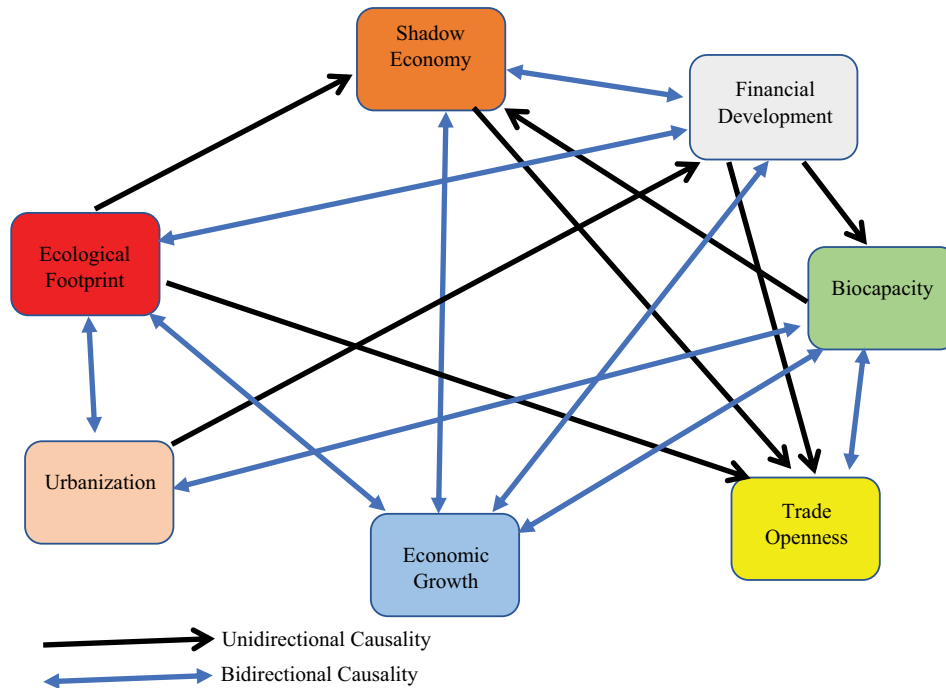 Shadow
Economy
Financial
Development
Ecological
Footprint
Biocapacity
Urbanization
Trade
Openness
Economic
Growth
Unidirectional Causality
Bidirectional Causality